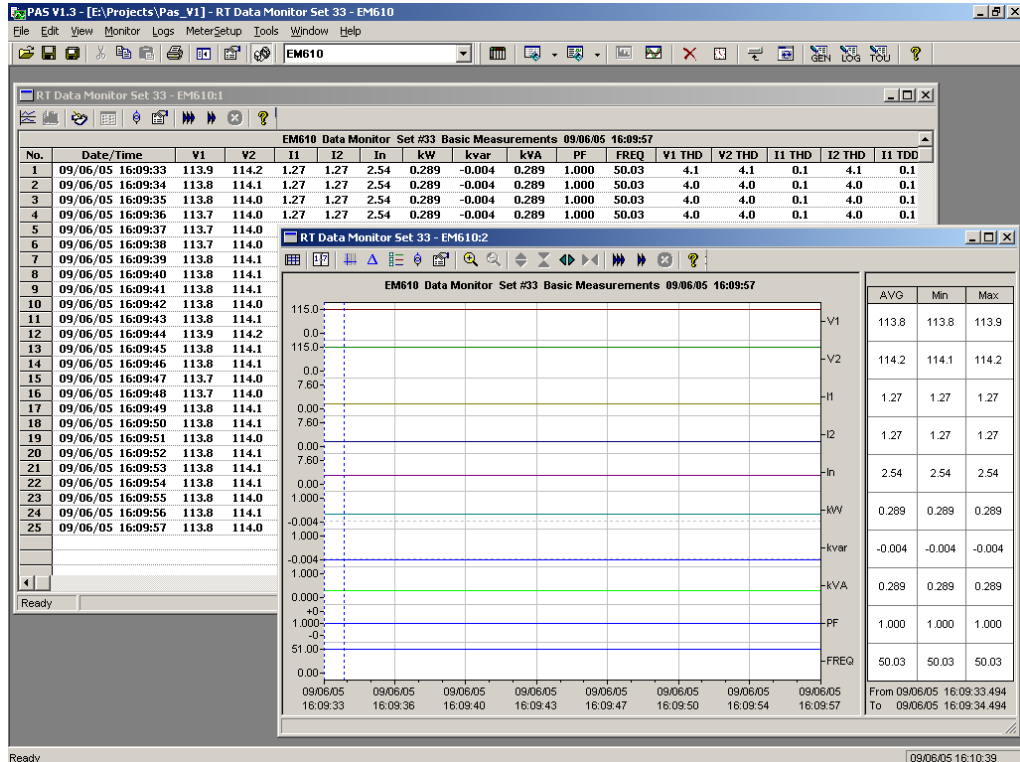 PAS V1.3 - [E:\Projects\Pas_V1] - RT Data Monitor Set 33 - EM610
File Edit View Monitor Logs MeterSetup Tools Window Help
EM610 GEN LOG TOU
RT Data Monitor Set 33 - EM610:1
EM610 Data Monitor Set #33 Basic Measurements 09/06/05 16:09:57
No. Date/Time V1 V2 I1 I2 In kW kvar kVA PF FREQ V1 THD V2 THD I1 THD I2 THD I1 TDD
1 09/06/05 16:09:33 113.9 114.2 1.27 1.27 2.54 0.289 -0.004 0.289 1.000 50.03 4.1 4.1 0.1 4.1 0.1
2 09/06/05 16:09:34 113.8 114.1 1.27 1.27 2.54 0.289 -0.004 0.289 1.000 50.03 4.0 4.0 0.1 4.0 0.1
3 09/06/05 16:09:35 113.8 114.0 1.27 1.27 2.54 0.289 -0.004 0.289 1.000 50.03 4.0 4.0 0.1 4.0 0.1
4 09/06/05 16:09:36 113.7 114.0 1.27 1.27 2.54 0.289 -0.004 0.289 1.000 50.03 4.0 4.0 0.1 4.0 0.1
5 09/06/05 16:09:37 113.7 114.0
6 09/06/05 16:09:38 113.7 114.0
7 09/06/05 16:09:39 113.8 114.1
8 09/06/05 16:09:40 113.8 114.1
9 09/06/05 16:09:41 113.8 114.1
10 09/06/05 16:09:42 113.8 114.0
11 09/06/05 16:09:43 113.8 114.1
12 09/06/05 16:09:44 113.9 114.2
13 09/06/05 16:09:45 113.8 114.1
14 09/06/05 16:09:46 113.8 114.1
15 09/06/05 16:09:47 113.7 114.0
16 09/06/05 16:09:48 113.7 114.0
17 09/06/05 16:09:49 113.8 114.1
18 09/06/05 16:09:50 113.8 114.1
19 09/06/05 16:09:51 113.8 114.0
20 09/06/05 16:09:52 113.8 114.1
21 09/06/05 16:09:53 113.8 114.1
22 09/06/05 16:09:54 113.8 114.1
23 09/06/05 16:09:55 113.8 114.0
24 09/06/05 16:09:56 113.8 114.1
25 09/06/05 16:09:57 113.8 114.0
Ready
RT Data Monitor Set 33 - EM610:2
EM610 Data Monitor Set #33 Basic Measurements 09/06/05 16:09:57
AVG Min Max
115.0
V1 113.8 113.8 113.9
0.0
115.0
V2 114.2 114.1 114.2
0.0
7.60
I1 1.27 1.27 1.27
0.00
7.60
I2 1.27 1.27 1.27
0.00
7.60
In 2.54 2.54 2.54
0.00
1.000
kW 0.289 0.289 0.289
-0.004
1.000
kvar -0.004 -0.004 -0.004
-0.004
1.000
kVA 0.289 0.289 0.289
0.000
+0
1.000 PF 1.000 1.000 1.000
-0
51.00
FREQ 50.03 50.03 50.03
0.00
09/06/05 09/06/05 09/06/05 09/06/05 09/06/05 09/06/05 09/06/05 09/06/05
16:09:33 16:09:36 16:09:40 16:09:43 16:09:47 16:09:50 16:09:54 16:09:57
From 09/06/05 16:09:33.494
To 09/06/05 16:09:34.494
Ready 09/06/05 16:10:39